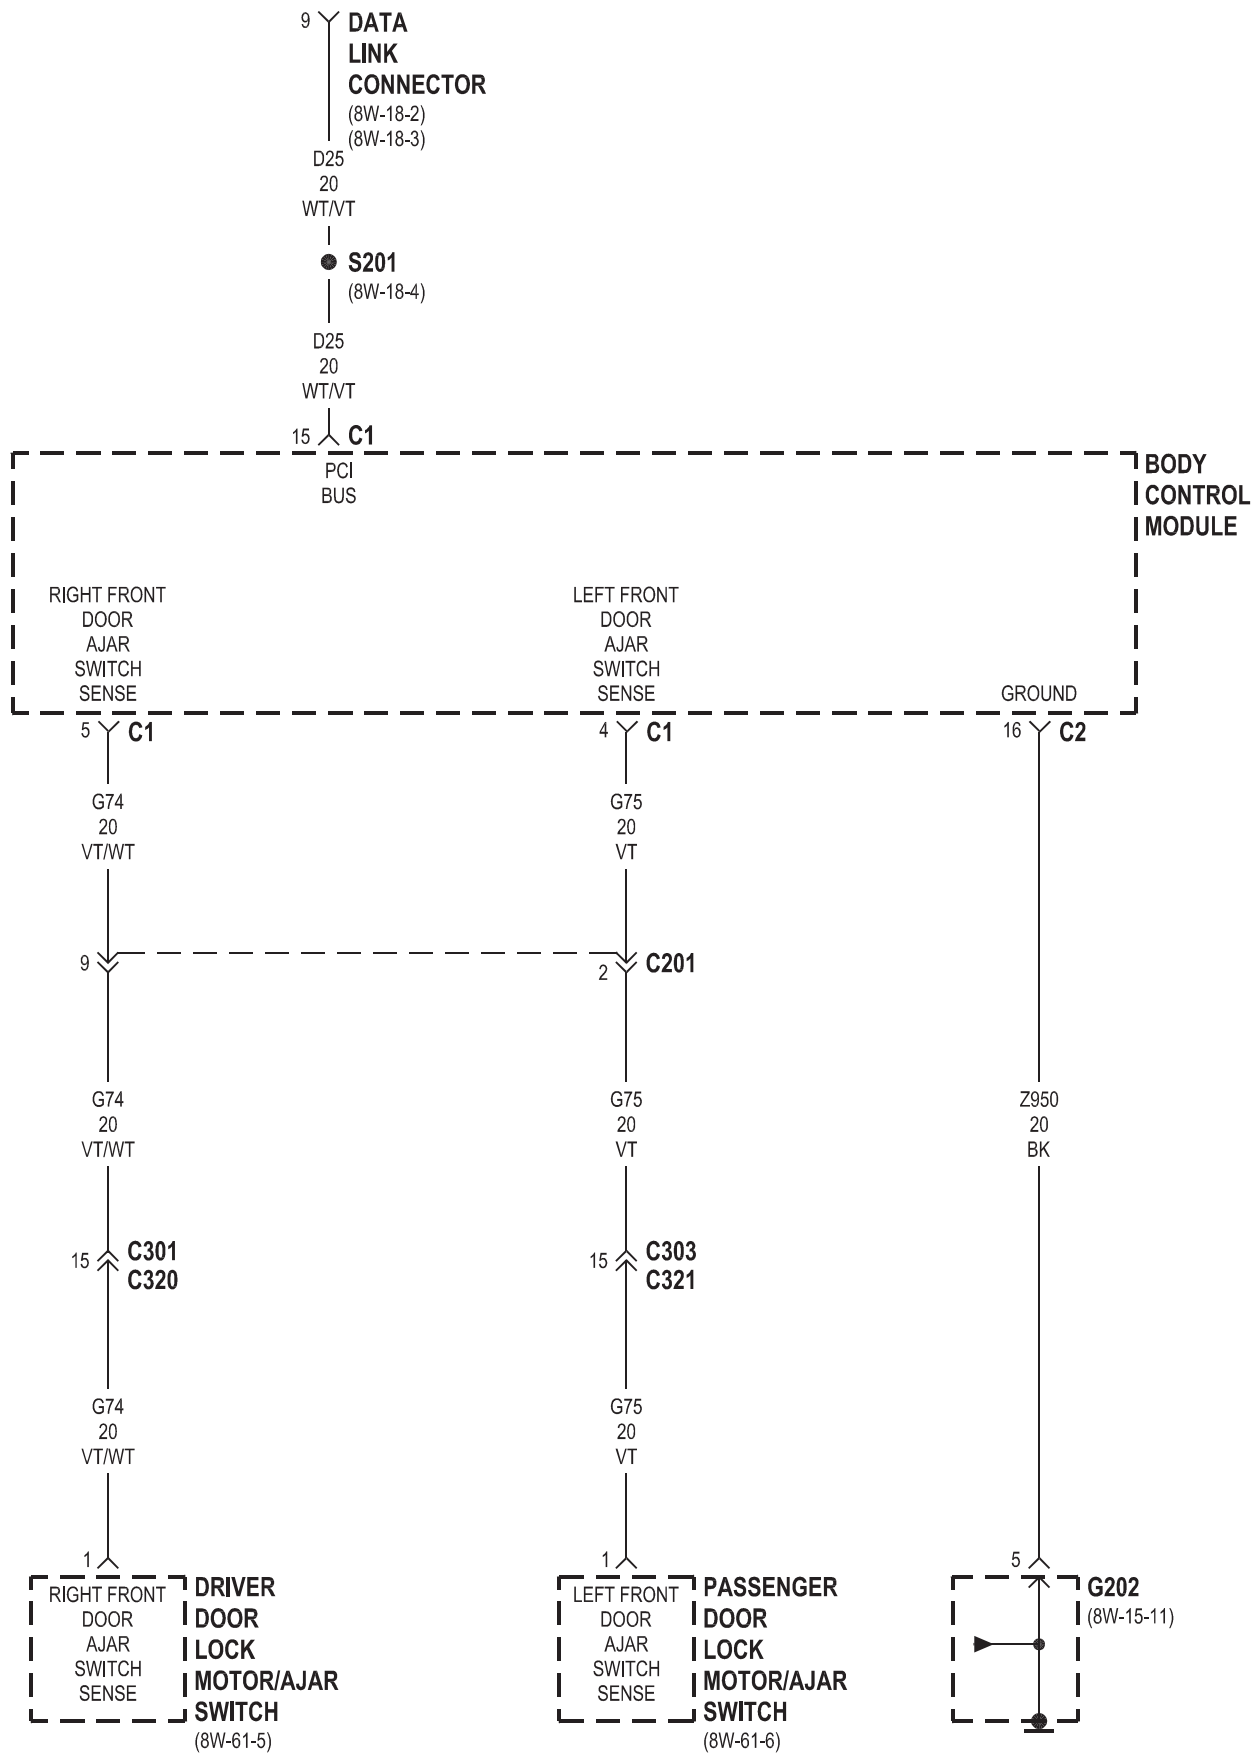 9
DATA
LINK
CONNECTOR
(8W-18-2)
(8W-18-3)
D25
20
WT/VT
S201
(8W-18-4)
D25
20
WT/VT
15
C1
PCI
BUS
BODY
CONTROL
MODULE
RIGHT FRONT
DOOR
AJAR
SWITCH
SENSE
LEFT FRONT
DOOR
AJAR
SWITCH
SENSE
GROUND
5
C1
4
C1
16
C2
G74
20
VT/WT
G75
20
VT
9
2
C201
G74
20
VT/WT
G75
20
VT
Z950
20
BK
15
C301
C320
15
C303
C321
G74
20
VT/WT
G75
20
VT
1
1
5
RIGHT FRONT
DOOR
AJAR
SWITCH
SENSE
DRIVER
DOOR
LOCK
MOTOR/AJAR
SWITCH
(8W-61-5)
LEFT FRONT
DOOR
AJAR
SWITCH
SENSE
PASSENGER
DOOR
LOCK
MOTOR/AJAR
SWITCH
(8W-61-6)
G202
(8W-15-11)